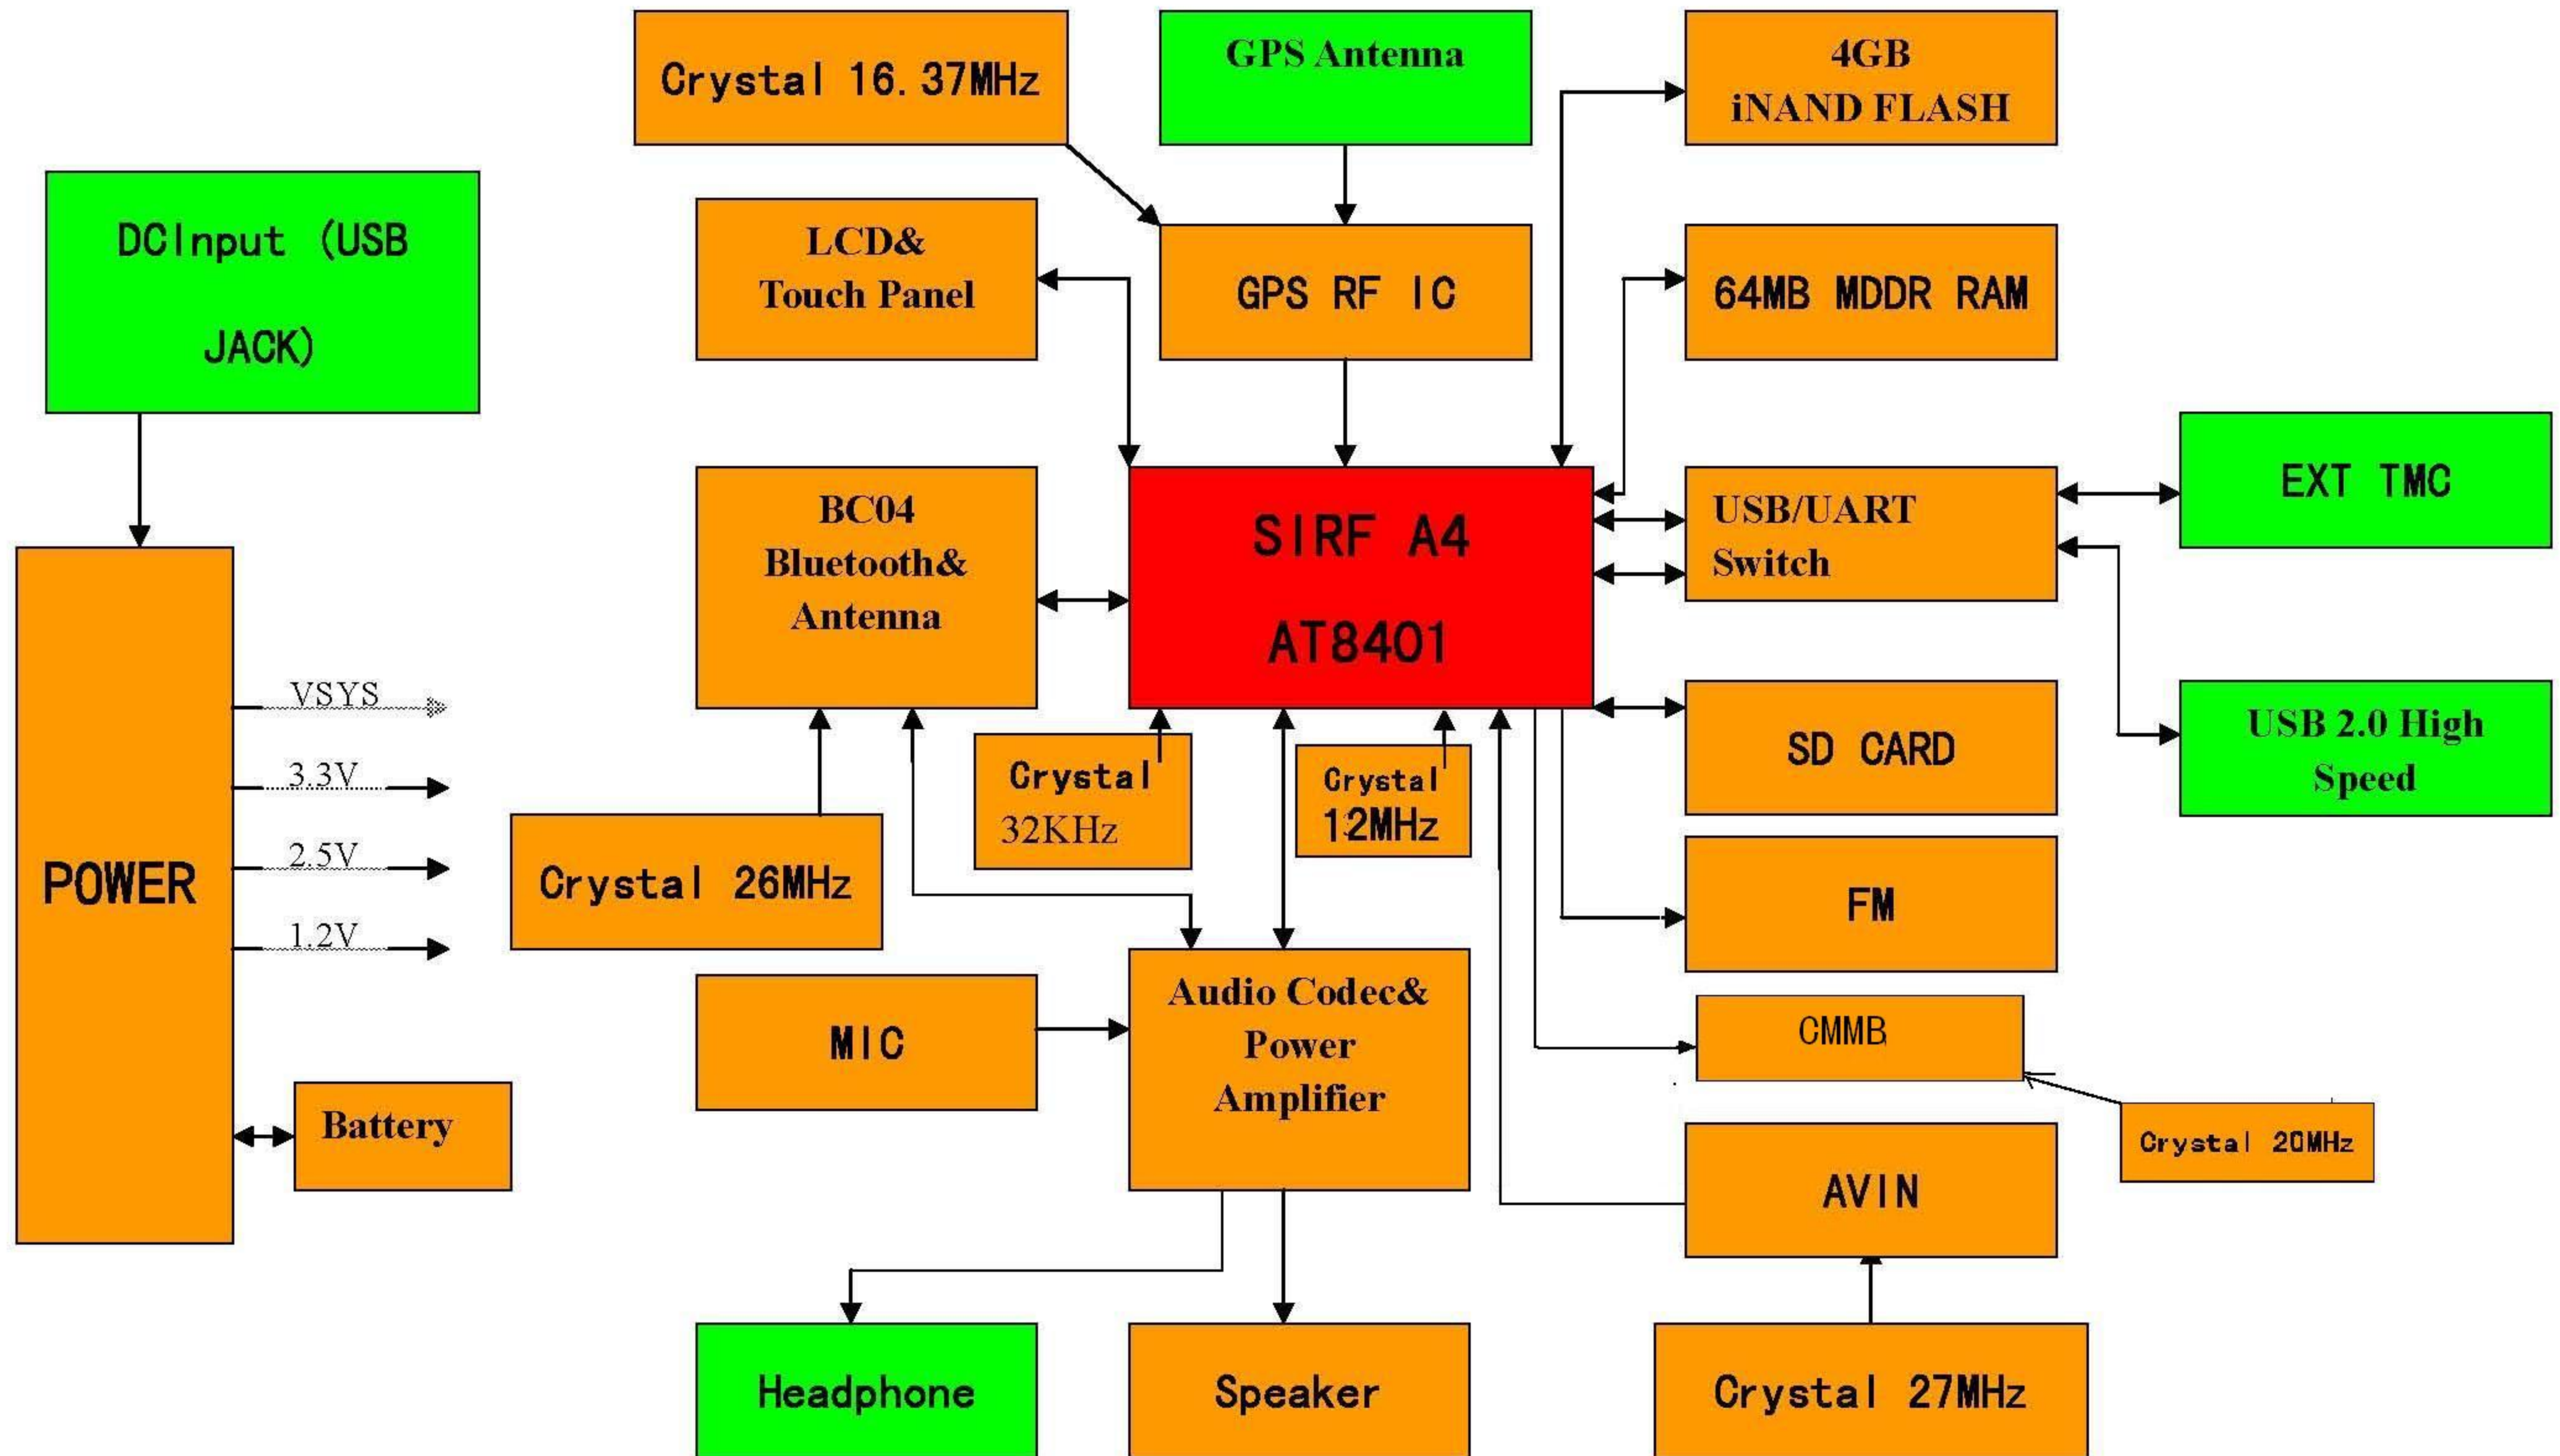 Crystal 16.37MHz
GPS Antenna
4GB
iNAND FLASH
DCInput (USB
JACK)
LCD&
Touch Panel
GPS RF IC
64MB MDDR RAM
BC04
Bluetooth&
Antenna
SIRF A4
AT8401
USB/UART
Switch
EXT TMC
VSYS
3.3V
2.5V
1.2V
POWER
Battery
Crystal
32KHz
Crystal
12MHz
SD CARD
USB 2.0 High
Speed
Crystal 26MHz
FM
MIC
Audio Codec&
Power
Amplifier
CMMB
Crystal 20MHz
AVIN
Headphone
Speaker
Crystal 27MHz